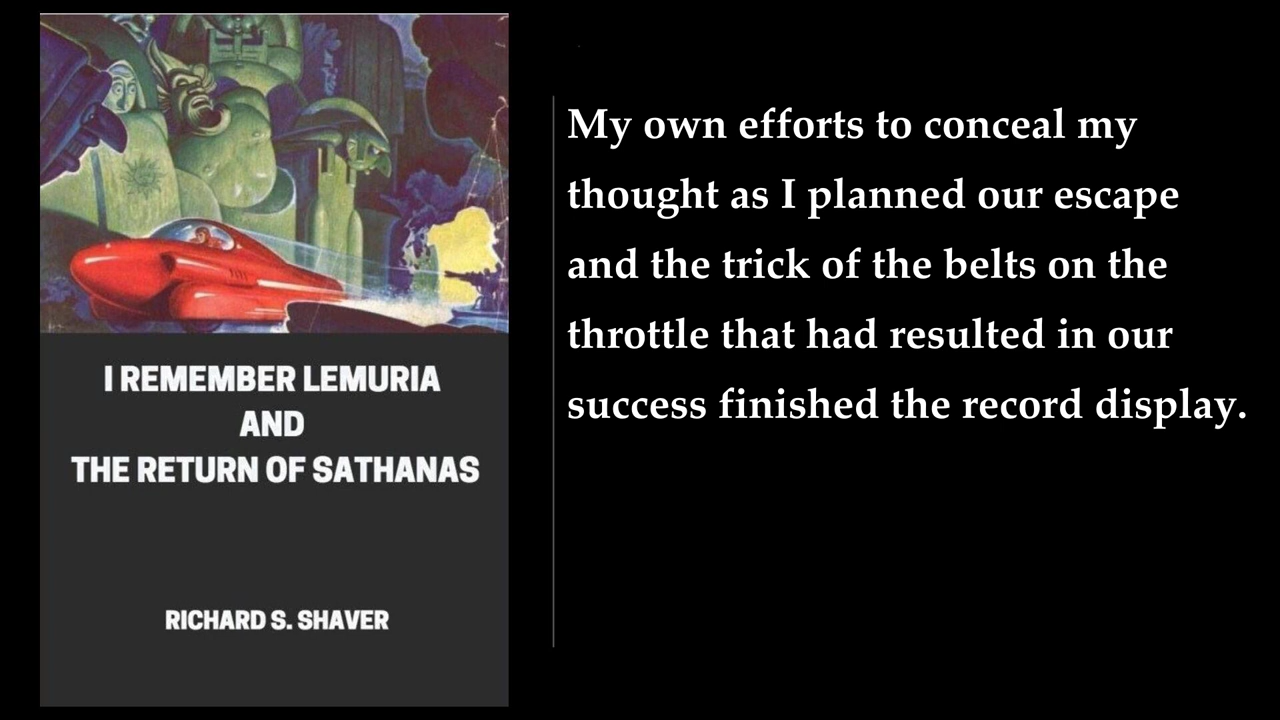 I REMEMBER LEMURIA
AND
THE RETURN OF SATHANAS
RICHARD S. SHAVER
My own efforts to conceal my
thought as I planned our escape
and the trick of the belts on the
throttle that had resulted in our
success finished the record display.